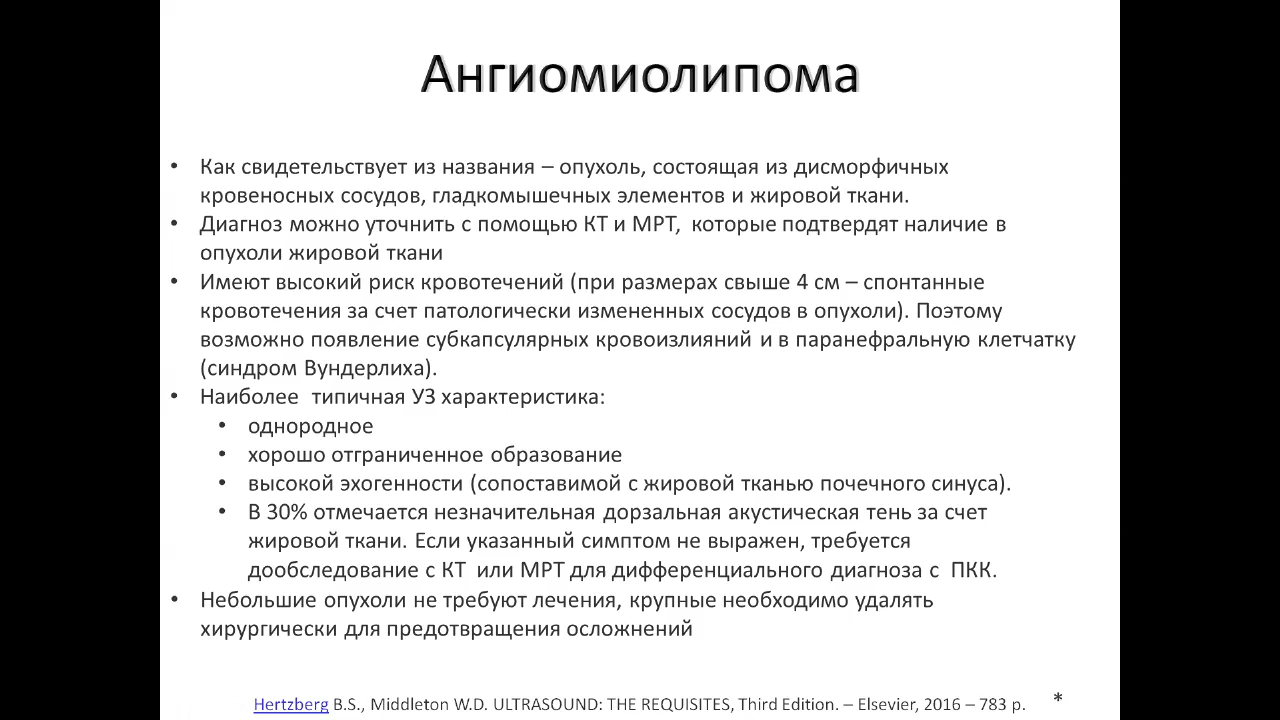 Ангиомиолипома
• Как свидетельствует из названия – опухоль, состоящая из дисморфичных
кровеносных сосудов, гладкомышечных элементов и жировой ткани.
• Диагноз можно уточнить с помощью КТ и МРТ, которые подтвердят наличие в
опухоли жировой ткани
• Имеют высокий риск кровотечений (при размерах свыше 4 см – спонтанные
кровотечения за счет патологически измененных сосудов в опухоли). Поэтому
возможно появление субкапсулярных кровоизлияний и в паранефральную клетчатку
(синдром Вундерлиха).
• Наиболее типичная УЗ характеристика:
• однородное
• хорошо отграниченное образование
• высокой эхогенности (сопоставимой с жировой тканью почечного синуса).
• В 30% отмечается незначительная дорзальная акустическая тень за счет
жировой ткани. Если указанный симптом не выражен, требуется
дообследование с КТ или МРТ для дифференциального диагноза с ПКК.
• Небольшие опухоли не требуют лечения, крупные необходимо удалять
хирургически для предотвращения осложнений
Hertzberg B.S., Middleton W.D. ULTRASOUND: THE REQUISITES, Third Edition. – Elsevier, 2016 – 783 p. *